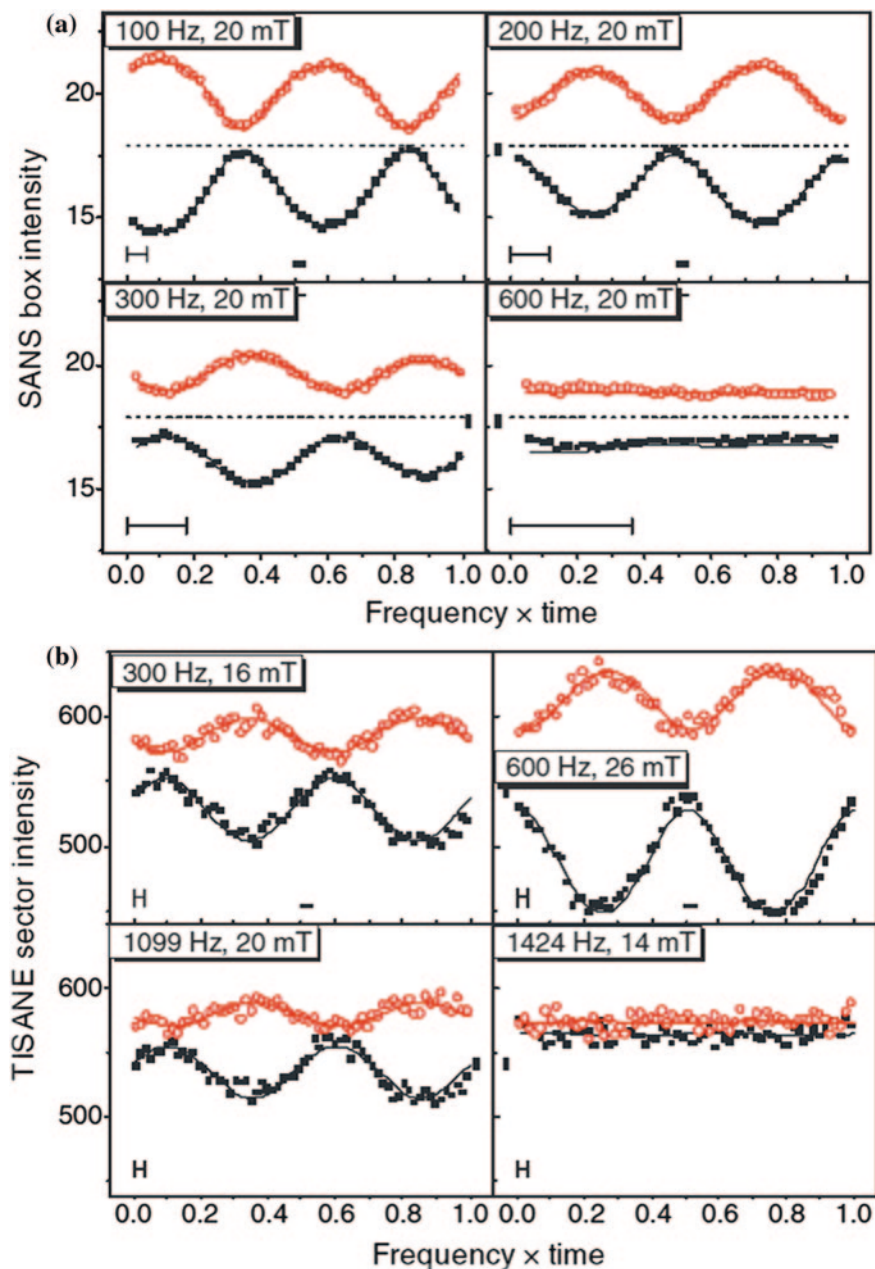 (a)
100 Hz, 20 mT
200 Hz, 20 mT
20
15
SANS box intensity
300 Hz, 20 mT
600 Hz, 20 mT
20
15
0.0 0.2 0.4 0.6 0.8 1.0 0.0 0.2 0.4 0.6 0.8 1.0
Frequency × time
(b)
300 Hz, 16 mT
600
600 Hz, 26 mT
500
H
H
TISANE sector intensity
1099 Hz, 20 mT
1424 Hz, 14 mT
600
500
H
H
0.0 0.2 0.4 0.6 0.8 1.0 0.0 0.2 0.4 0.6 0.8 1.0
Frequency × time